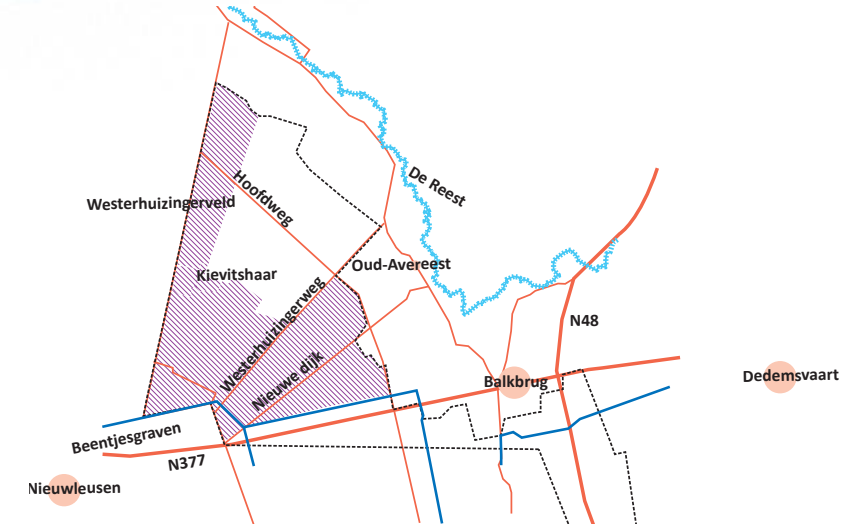 De Reest
Hoofdweg
Westerhuizingerveld
Kievitshaar
Oud-Avereest
Westerhuizingerweg
N48
Nieuwe dijk
Balkbrug
Dedemsvaart
Beentjesgraven
N377
Nieuwleusen